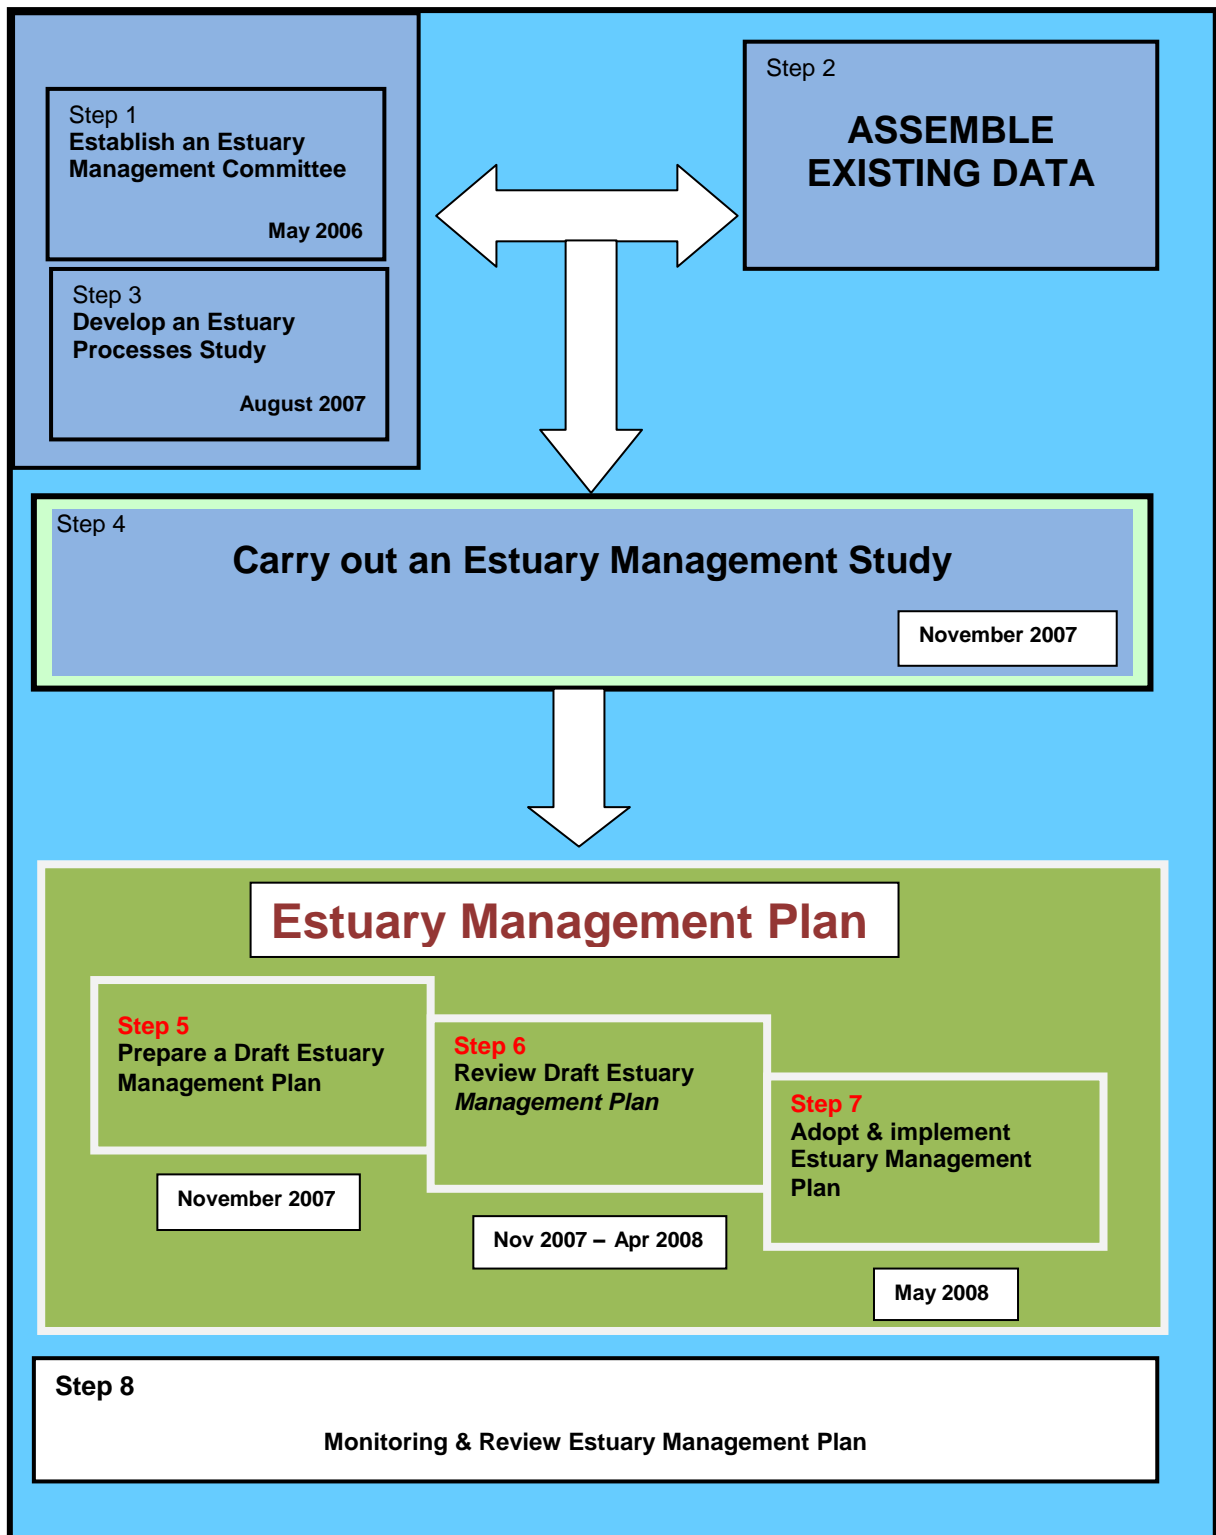 Step 1
Establish an Estuary
Management Committee
May 2006
Step 3
Develop an Estuary
Processes Study
August 2007
Step 2
ASSEMBLE
EXISTING DATA
Step 4
Carry out an Estuary Management Study
November 2007
Estuary Management Plan
Step 5
Prepare a Draft Estuary
Management Plan
November 2007
Step 6
Review Draft Estuary
Management Plan
Nov 2007 – Apr 2008
Step 7
Adopt & implement
Estuary Management
Plan
May 2008
Step 8
Monitoring & Review Estuary Management Plan